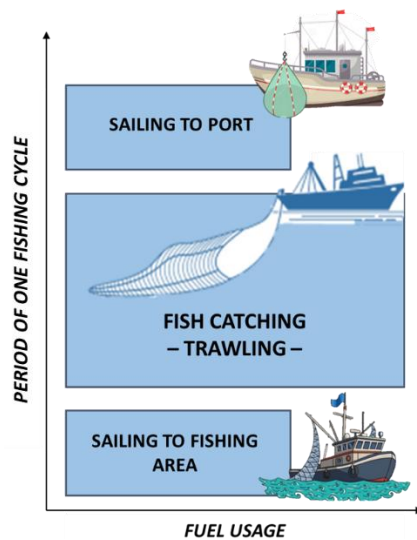 PERIOD OF ONE FISHING CYCLE
SAILING TO PORT
FISH CATCHING
– TRAWLING –
SAILING TO FISHING
AREA
FUEL USAGE